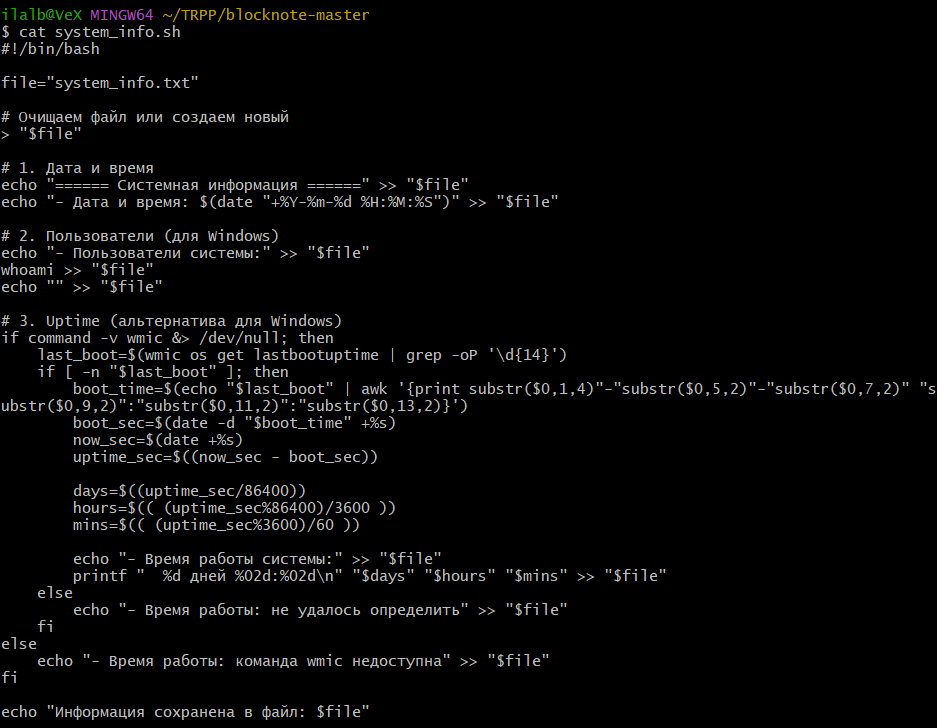 ilalb@VeX MINGW64 ~/TRPP/blocknote-master
$ cat system_info.sh
#!/bin/bash

file="system_info.txt"

# Очищаем файл или создаем новый
> "$file"

# 1. Дата и время
echo "====== Системная информация ======" >> "$file"
echo "- Дата и время: $(date "+%Y-%m-%d %H:%M:%S")" >> "$file"

# 2. Пользователи (для Windows)
echo "- Пользователи системы:" >> "$file"
whoami >> "$file"
echo "" >> "$file"

# 3. Uptime (альтернатива для Windows)
if command -v wmic &> /dev/null; then
    last_boot=$(wmic os get lastbootuptime | grep -oP '\d{14}')
    if [ -n "$last_boot" ]; then
        boot_time=$(echo "$last_boot" | awk '{print substr($0,1,4)"-"substr($0,5,2)"-"substr($0,7,2)" "s
ubstr($0,9,2)":"substr($0,11,2)":"substr($0,13,2)}')
        boot_sec=$(date -d "$boot_time" +%s)
        now_sec=$(date +%s)
        uptime_sec=$((now_sec - boot_sec))

        days=$((uptime_sec/86400))
        hours=$(( (uptime_sec%86400)/3600 ))
        mins=$(( (uptime_sec%3600)/60 ))

        echo "- Время работы системы:" >> "$file"
        printf "  %d дней %02d:%02d\n" "$days" "$hours" "$mins" >> "$file"
    else
        echo "- Время работы: не удалось определить" >> "$file"
    fi
else
    echo "- Время работы: команда wmic недоступна" >> "$file"
fi

echo "Информация сохранена в файл: $file"